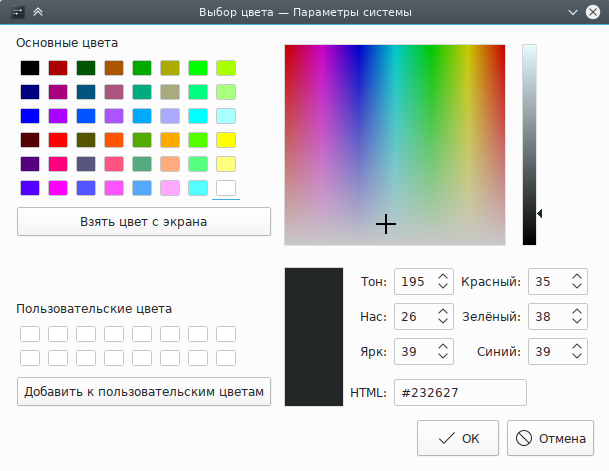 Выбор цвета — Параметры системы
Основные цвета
Взять цвет с экрана
Пользовательские цвета
Добавить к пользовательским цветам
Тон: 195 Красный: 35
Нас: 26 Зелёный: 38
Ярк: 39 Синий: 39
HTML: #232627
ОК Отмена